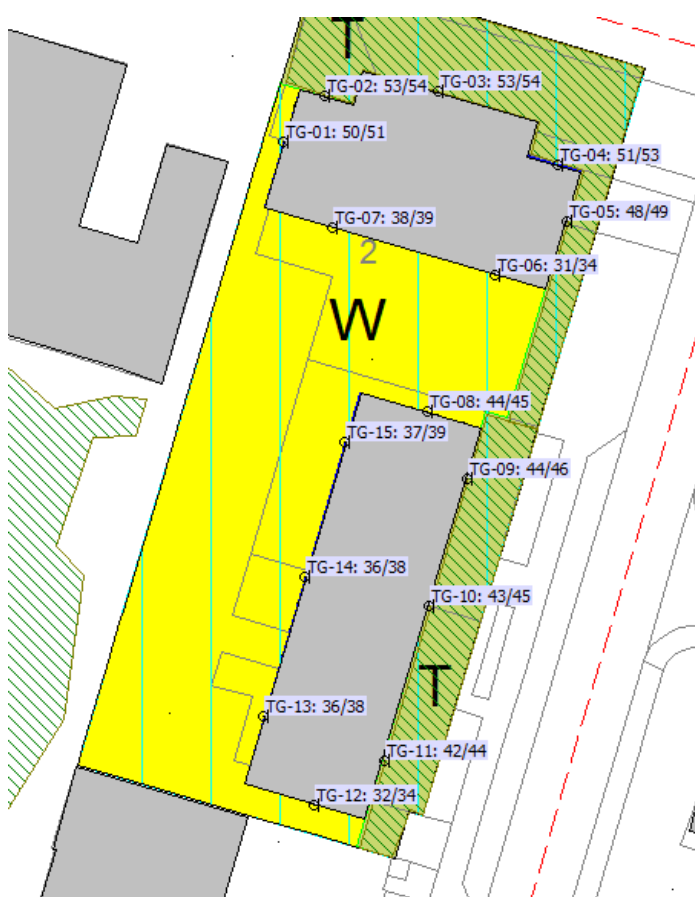 T
TG-02: 53/54
TG-03: 53/54
TG-01: 50/51
TG-04: 51/53
TG-05: 48/49
TG-07: 38/39
2
TG-06: 31/34
W
TG-08: 44/45
TG-15: 37/39
TG-09: 44/46
TG-14: 36/38
TG-10: 43/45
T
TG-13: 36/38
TG-11: 42/44
TG-12: 32/34